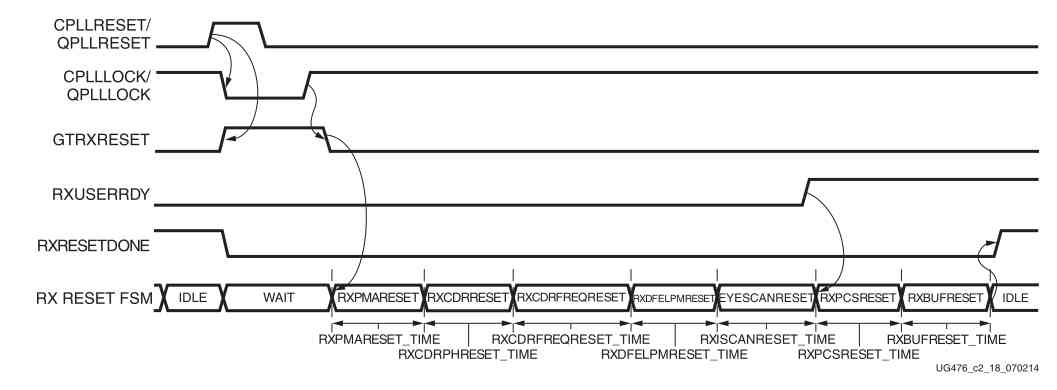 CPLLRESET/
QPLLRESET
CPLLLOCK/
QPLLLOCK
GTRXRESET
RXUSERRDY
RXRESETDONE
RX RESET FSM IDLE WAIT RXPMARESET RXCDRRESET RXCDRFREQRESET RXDFELPMRESET EYESCANRESET RXPCSRESET RXBUFRESET IDLE
RXPMARESET_TIME RXCDRFREQRESET_TIME RXISCANRESET_TIME RXBUFRESET_TIME
RXCDRPHRESET_TIME RXDFELPMRESET_TIME RXPCSRESET_TIME
UG476_c2_18_070214